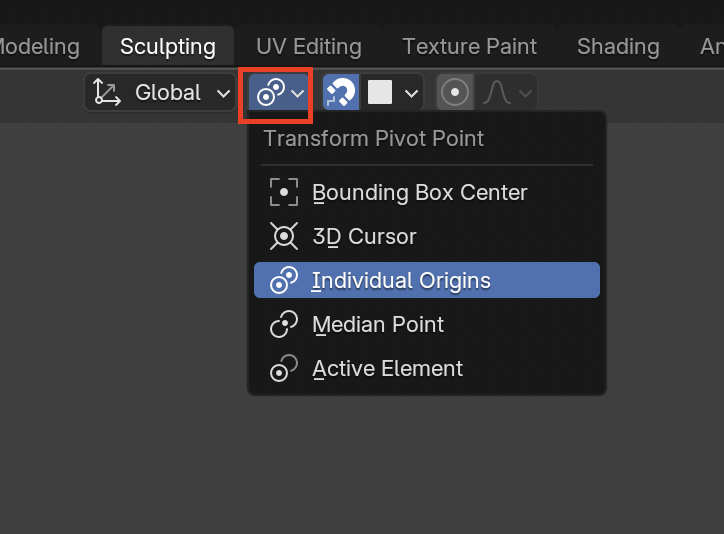 Modeling Sculpting UV Editing Texture Paint Shading
Global
Transform Pivot Point
Bounding Box Center
3D Cursor
Individual Origins
Median Point
Active Element